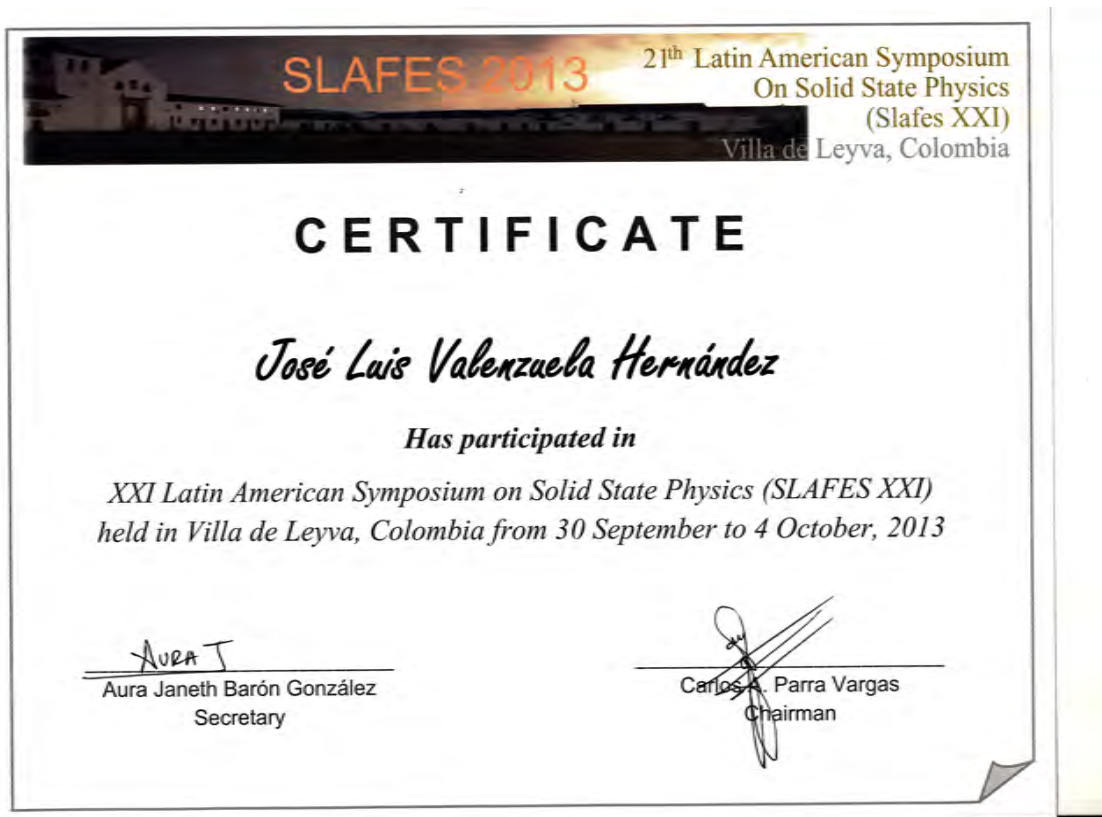 SLAFES 2013
21th Latin American Symposium
On Solid State Physics
(Slafes XXI)
Villa de Leyva, Colombia
CERTIFICATE
José Luis Valenzuela Hernández
Has participated in
XXI Latin American Symposium on Solid State Physics (SLAFES XXI)
held in Villa de Leyva, Colombia from 30 September to 4 October, 2013
AURA J
Aura Janeth Barón González
Secretary
Carlos A. Parra Vargas
Chairman